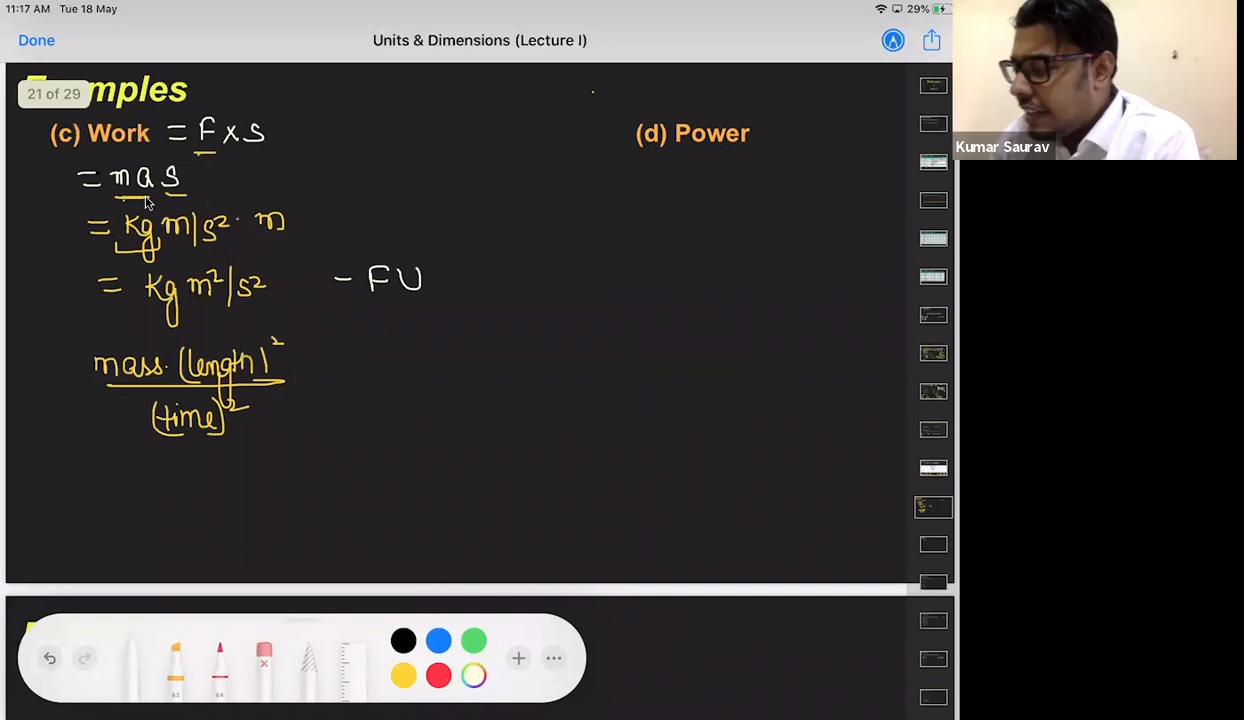 11:17 AM Tue 18 May
29%
Done
Units & Dimensions (Lecture I)
Examples
21 of 29
(c) Work = F x S
(d) Power
= m a s
= kg m/s² · m
= kg m²/s² - FU
mass. (length)²
(time)²
Kumar Saurav